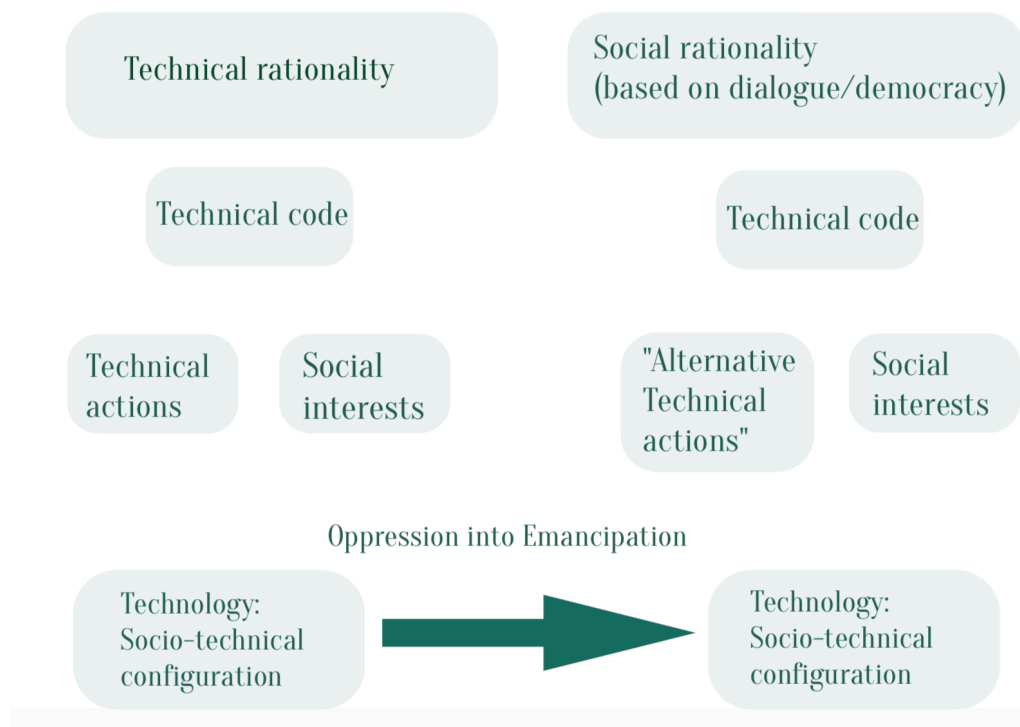 Technical rationality
Social rationality
(based on dialogue/democracy)
Technical code
Technical code
Technical
actions
Social
interests
"Alternative
Technical
actions"
Social
interests
Oppression into Emancipation
Technology:
Socio-technical
configuration
Technology:
Socio-technical
configuration